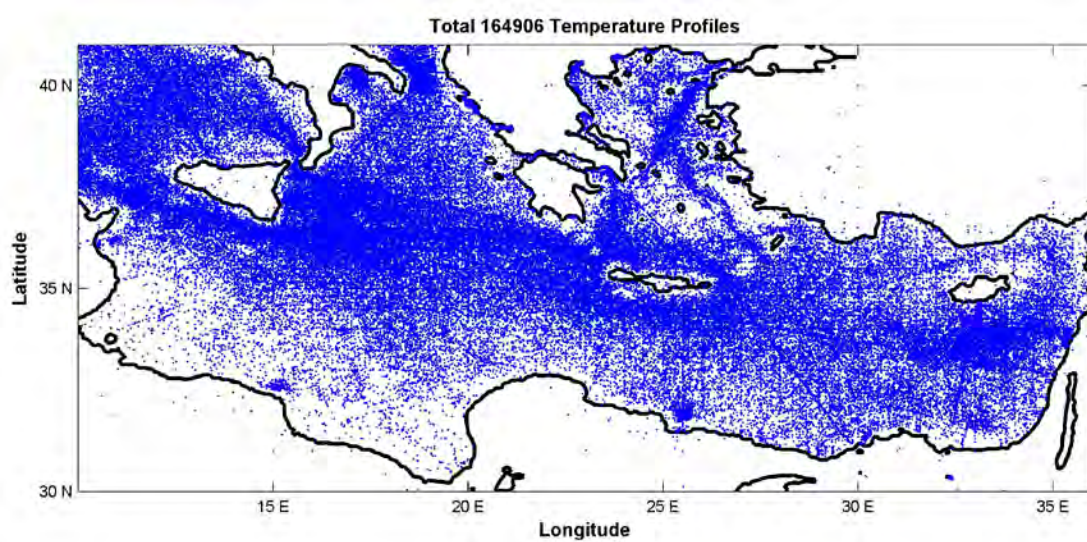 Total 164906 Temperature Profiles
40 N
35 N
30 N
Latitude
15 E
20 E
25 E
30 E
35 E
Longitude